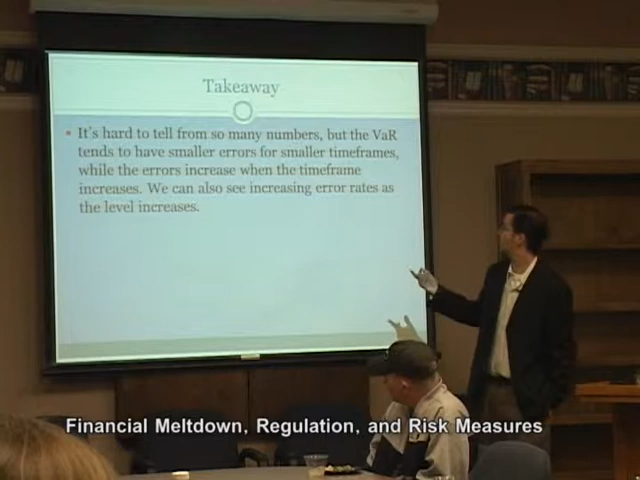 Takeaway
It's hard to tell from so many numbers, but the VaR
tends to have smaller errors for smaller timeframes,
while the errors increase when the timeframe
increases. We can also see increasing error rates as
the level increases.
Financial Meltdown, Regulation, and Risk Measures